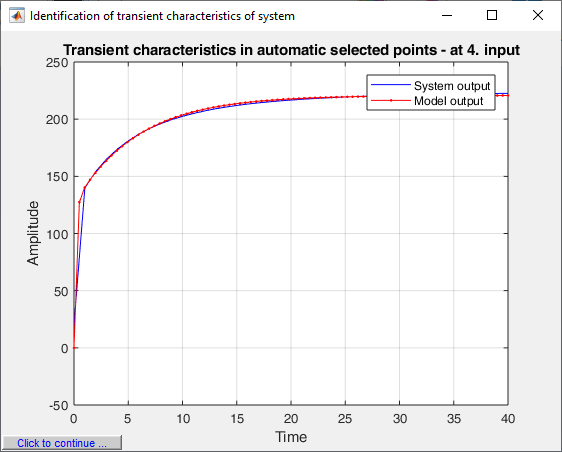 Identification of transient characteristics of system
Transient characteristics in automatic selected points - at 4. input
System output
Model output
250
200
150
100
50
0
-50
Amplitude
0 5 10 15 20 25 30 35 40
Time
Click to continue ...